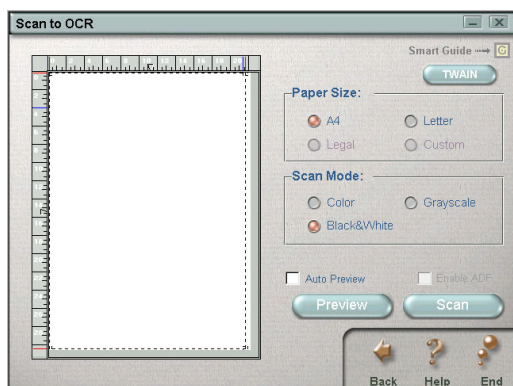 Scan to OCR
Smart Guide
TWAIN
Paper Size:
A4 Letter
Legal Custom
Scan Mode:
Color Grayscale
Black&White
Auto Preview Enable ADF
Preview Scan
Back Help End